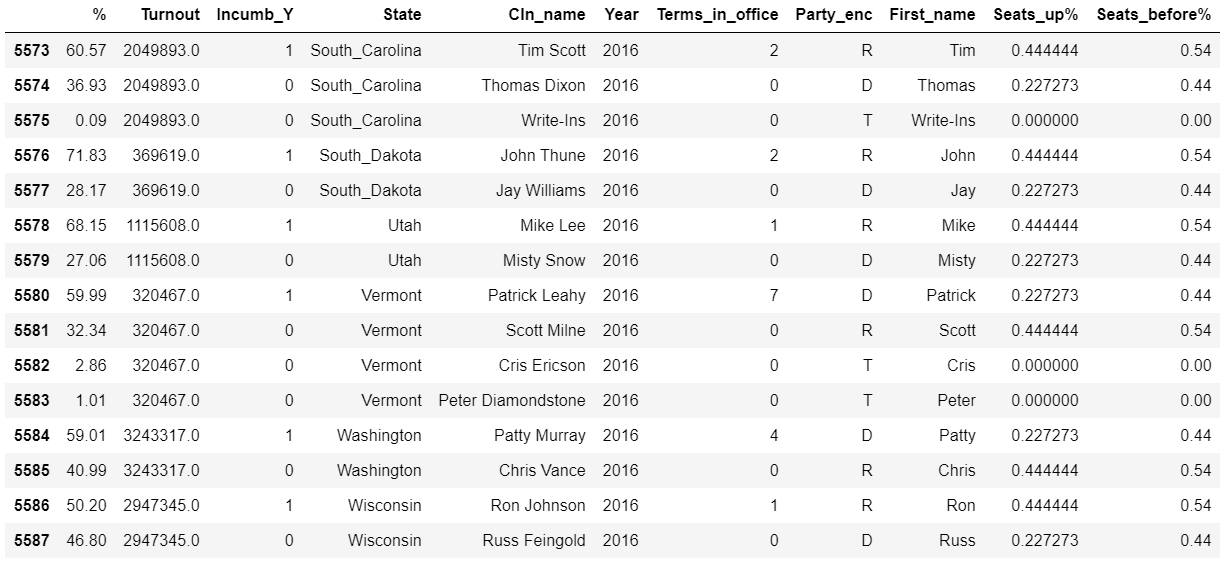 % Turnout Incumb_Y State Cln_name Year Terms_in_office Party_enc First_name Seats_up% Seats_before%
5573 60.57 2049893.0 1 South_Carolina Tim Scott 2016 2 R Tim 0.444444 0.54
5574 36.93 2049893.0 0 South_Carolina Thomas Dixon 2016 0 D Thomas 0.227273 0.44
5575 0.09 2049893.0 0 South_Carolina Write-Ins 2016 0 T Write-Ins 0.000000 0.00
5576 71.83 369619.0 1 South_Dakota John Thune 2016 2 R John 0.444444 0.54
5577 28.17 369619.0 0 South_Dakota Jay Williams 2016 0 D Jay 0.227273 0.44
5578 68.15 1115608.0 1 Utah Mike Lee 2016 1 R Mike 0.444444 0.54
5579 27.06 1115608.0 0 Utah Misty Snow 2016 0 D Misty 0.227273 0.44
5580 59.99 320467.0 1 Vermont Patrick Leahy 2016 7 D Patrick 0.227273 0.44
5581 32.34 320467.0 0 Vermont Scott Milne 2016 0 R Scott 0.444444 0.54
5582 2.86 320467.0 0 Vermont Cris Ericson 2016 0 T Cris 0.000000 0.00
5583 1.01 320467.0 0 Vermont Peter Diamondstone 2016 0 T Peter 0.000000 0.00
5584 59.01 3243317.0 1 Washington Patty Murray 2016 4 D Patty 0.227273 0.44
5585 40.99 3243317.0 0 Washington Chris Vance 2016 0 R Chris 0.444444 0.54
5586 50.20 2947345.0 1 Wisconsin Ron Johnson 2016 1 R Ron 0.444444 0.54
5587 46.80 2947345.0 0 Wisconsin Russ Feingold 2016 0 D Russ 0.227273 0.44